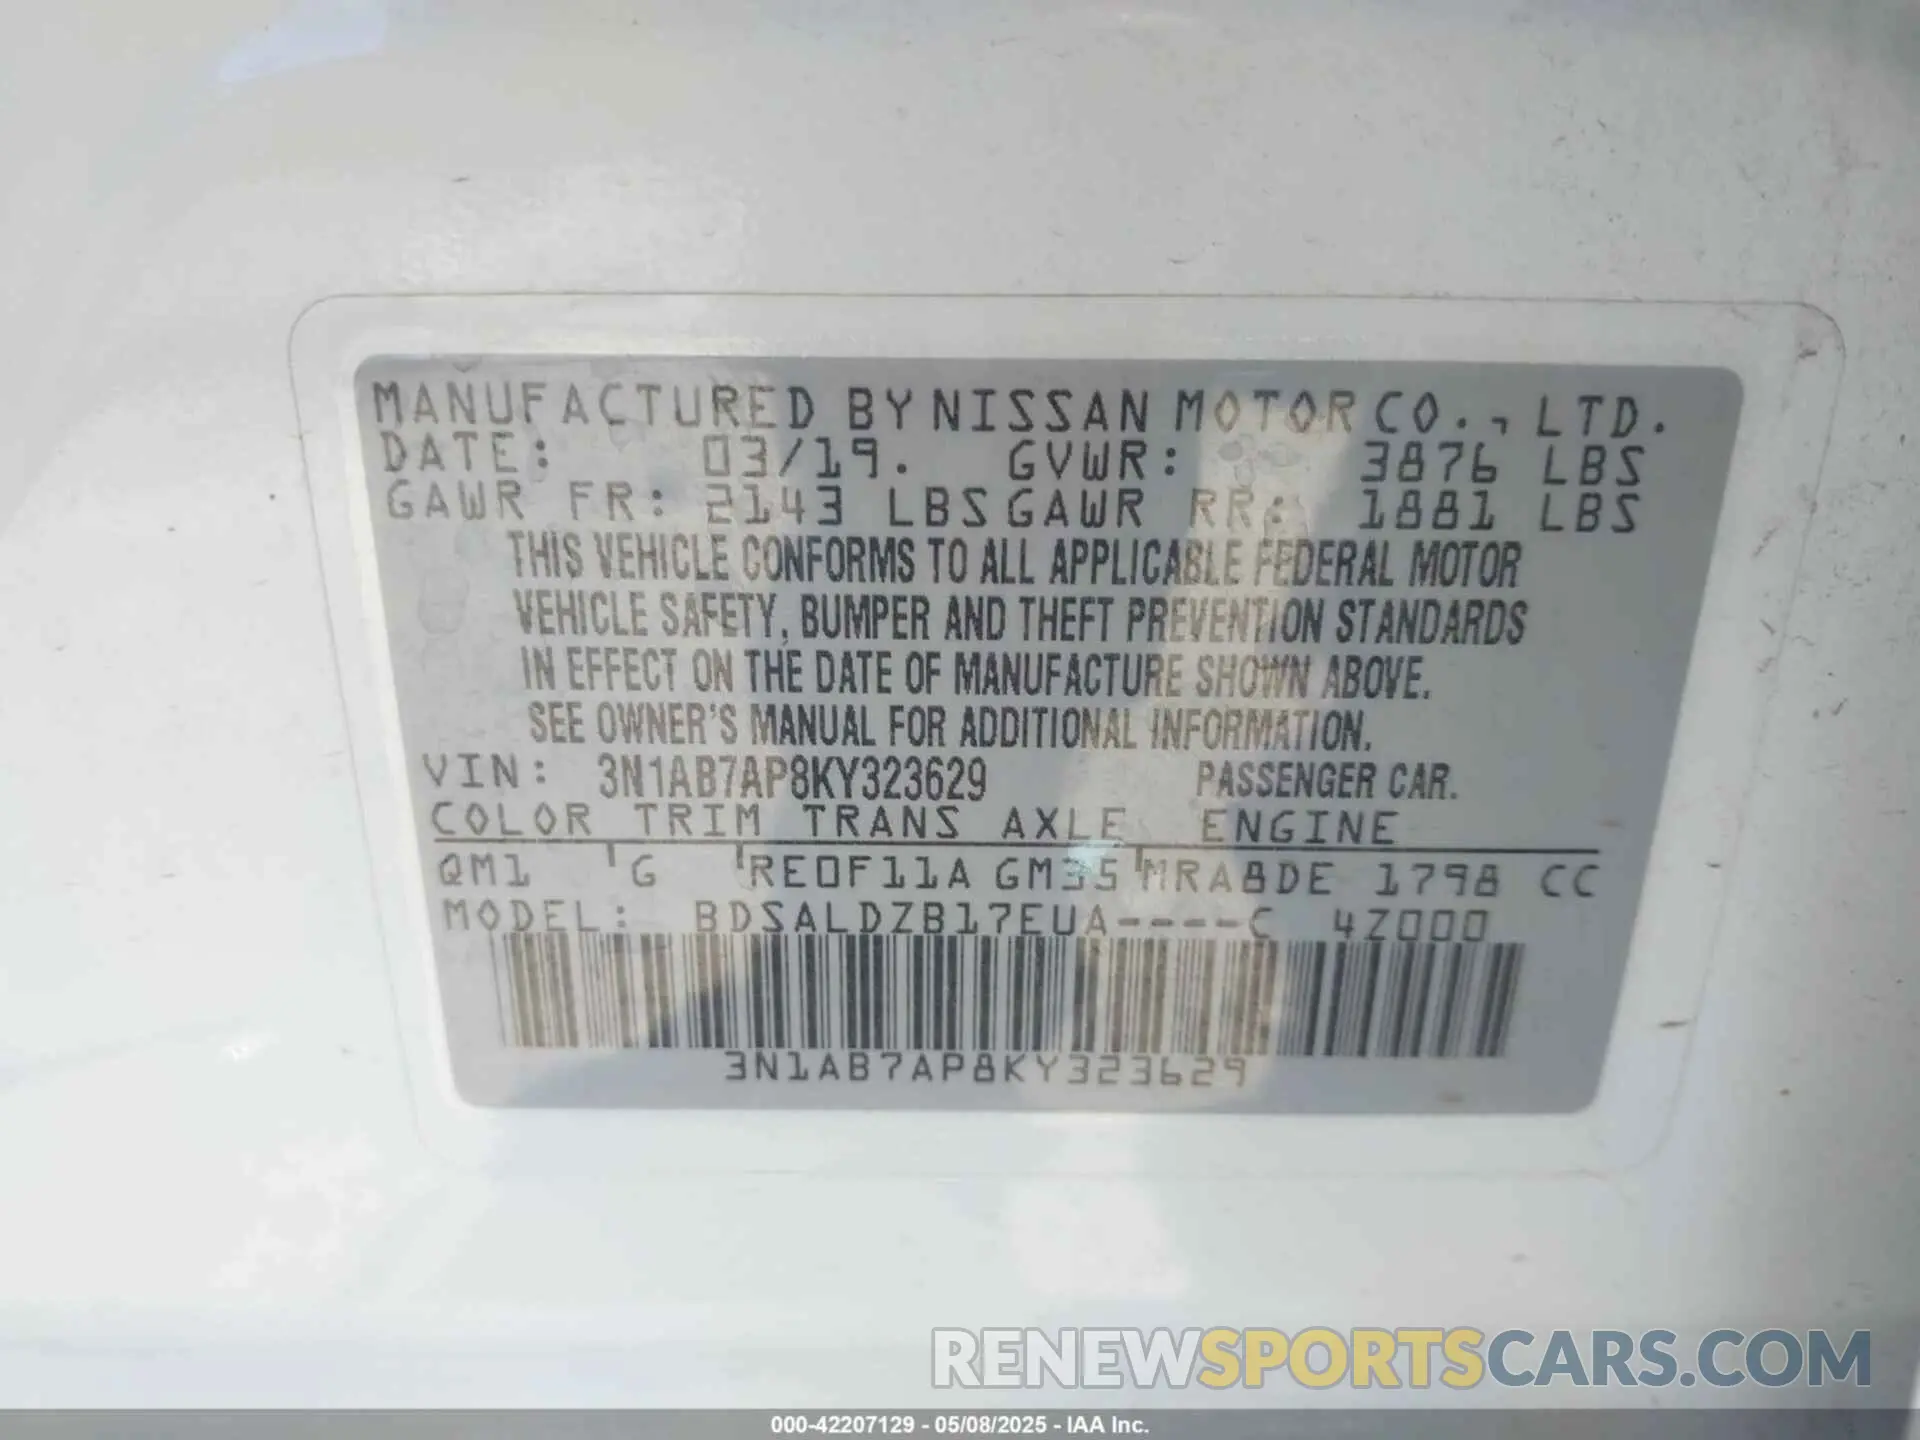 MANUFACTURED BY NISSAN MOTOR CO., LTD.
DATE: 03/19. GVWR: 3876 LBS
GAWR FR: 2143 LBS GAWR RR: 1881 LBS
THIS VEHICLE CONFORMS TO ALL APPLICABLE FEDERAL MOTOR
VEHICLE SAFETY, BUMPER AND THEFT PREVENTION STANDARDS
IN EFFECT ON THE DATE OF MANUFACTURE SHOWN ABOVE.
SEE OWNER'S MANUAL FOR ADDITIONAL INFORMATION.
VIN: 3N1AB7AP8KY323629 PASSENGER CAR.
COLOR TRIM TRANS AXLE ENGINE
QM1 G RE0F11A GM35 MRA8DE 1798 CC
MODEL: BDSALDZB17EUA----C 4Z000
3N1AB7AP8KY323629
RENEWSPORTSCARS.COM
000-42207129 - 05/08/2025 - IAA Inc.